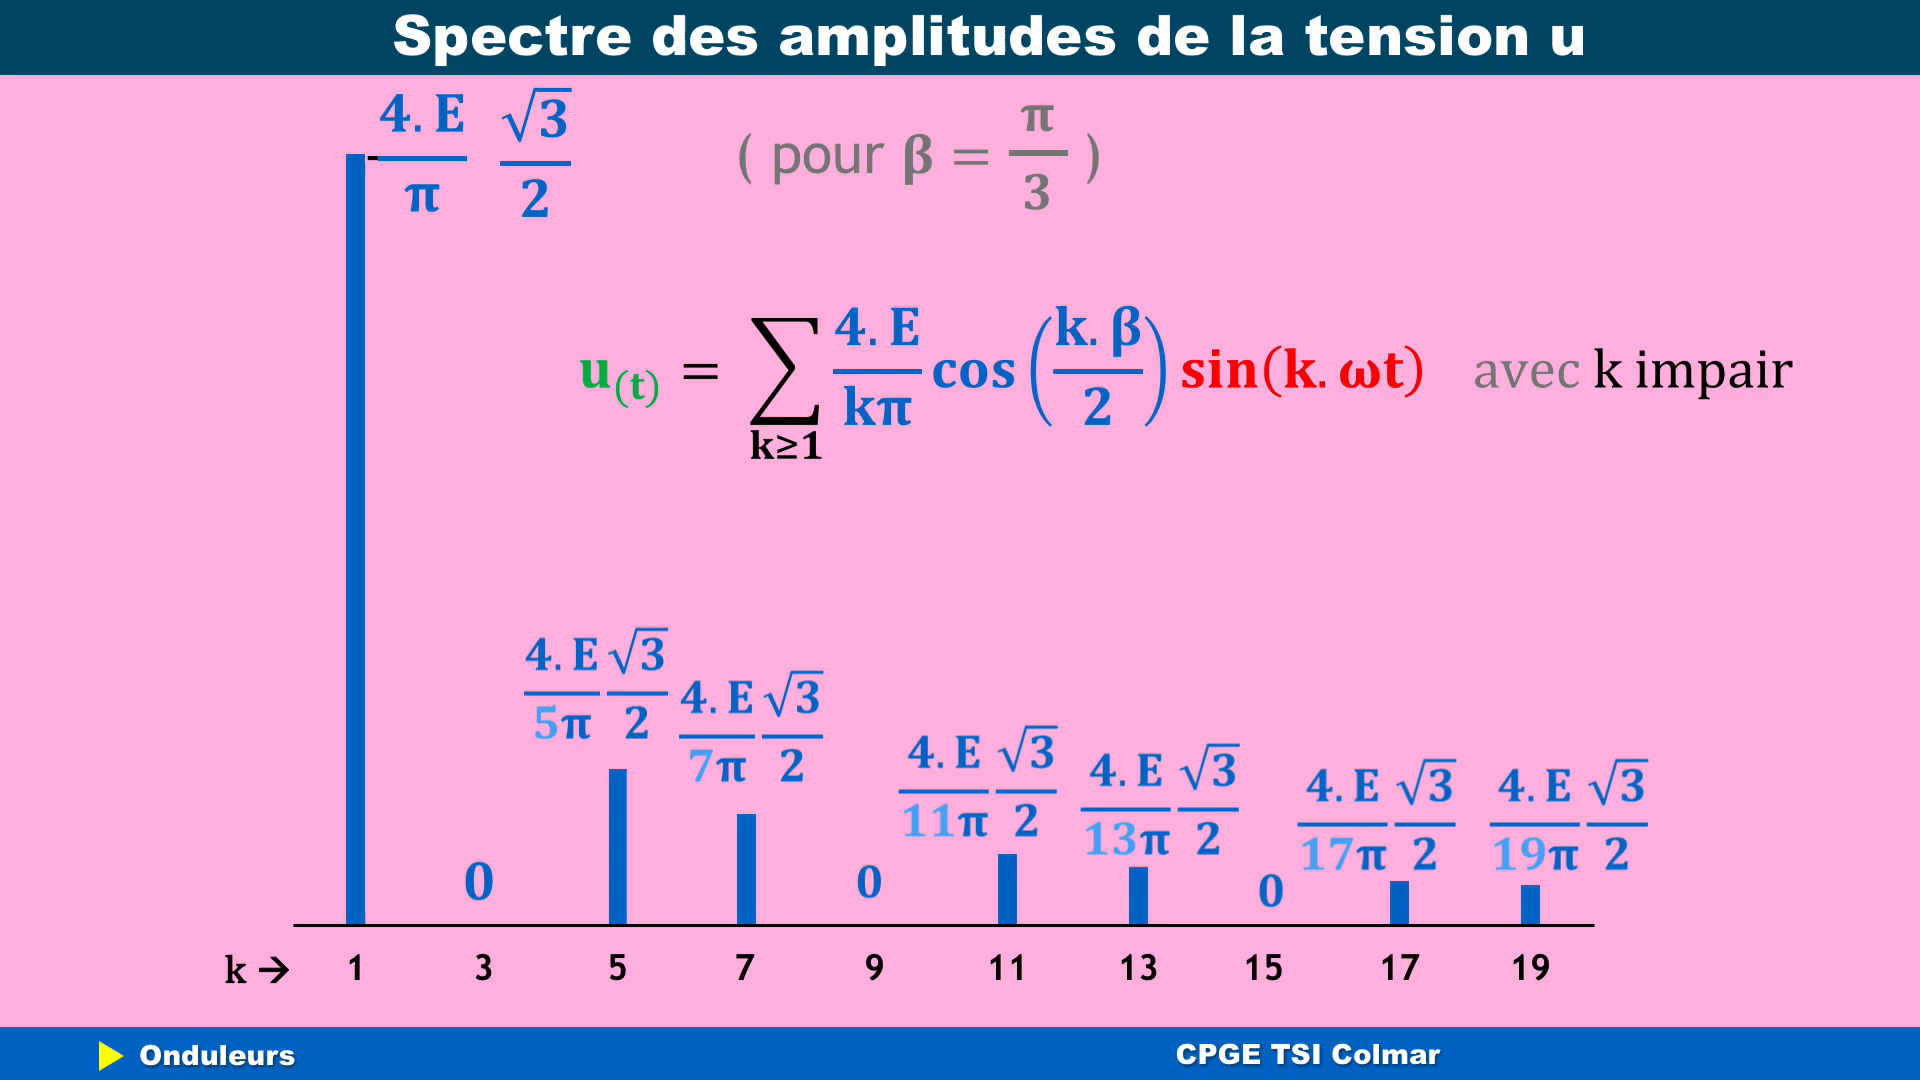 Spectre des amplitudes de la tension u
4. E/π √3/2 ( pour β = π/3 )
u(t) = ∑ k≥1 4. E/kπ cos(k. β/2) sin(k. ωt) avec k impair
4. E/5π √3/2
4. E/7π √3/2
4. E/11π √3/2
4. E/13π √3/2
4. E/17π √3/2
4. E/19π √3/2
0 0 0
k → 1 3 5 7 9 11 13 15 17 19
Onduleurs
CPGE TSI Colmar